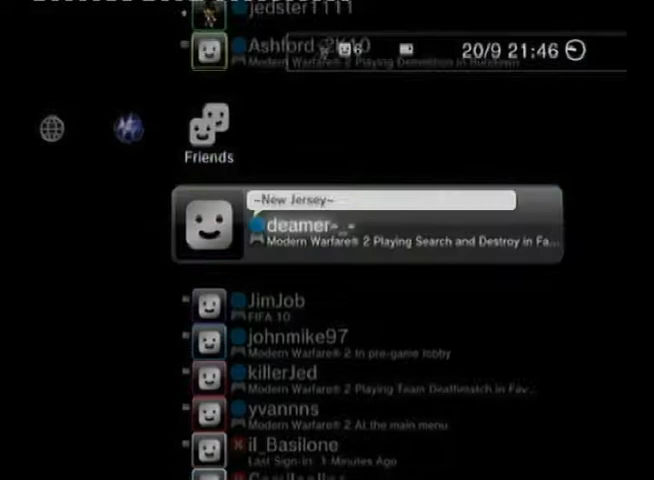 jedster1111
Ashford_2K10
6
20/9 21:46
Modern Warfare® 2 Playing Demolition in Rundown
Friends
~New Jersey~
deamer-_-
Modern Warfare® 2 Playing Search and Destroy in Fa...
JimJob
FIFA 10
johnmike97
Modern Warfare® 2 In pre-game lobby
killerJed
Modern Warfare® 2 Playing Team Deathmatch in Fav...
yvannns
Modern Warfare® 2 At the main menu
il_Basilone
Last Sign-in: 3 Minutes Ago